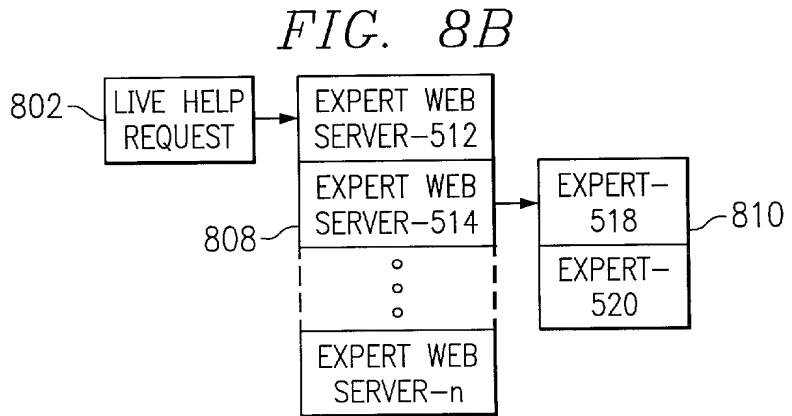 FIG. 8B
802
LIVE HELP
REQUEST
EXPERT WEB
SERVER-512
EXPERT WEB
SERVER-514
808
EXPERT-
518
EXPERT-
520
810
EXPERT WEB
SERVER-n